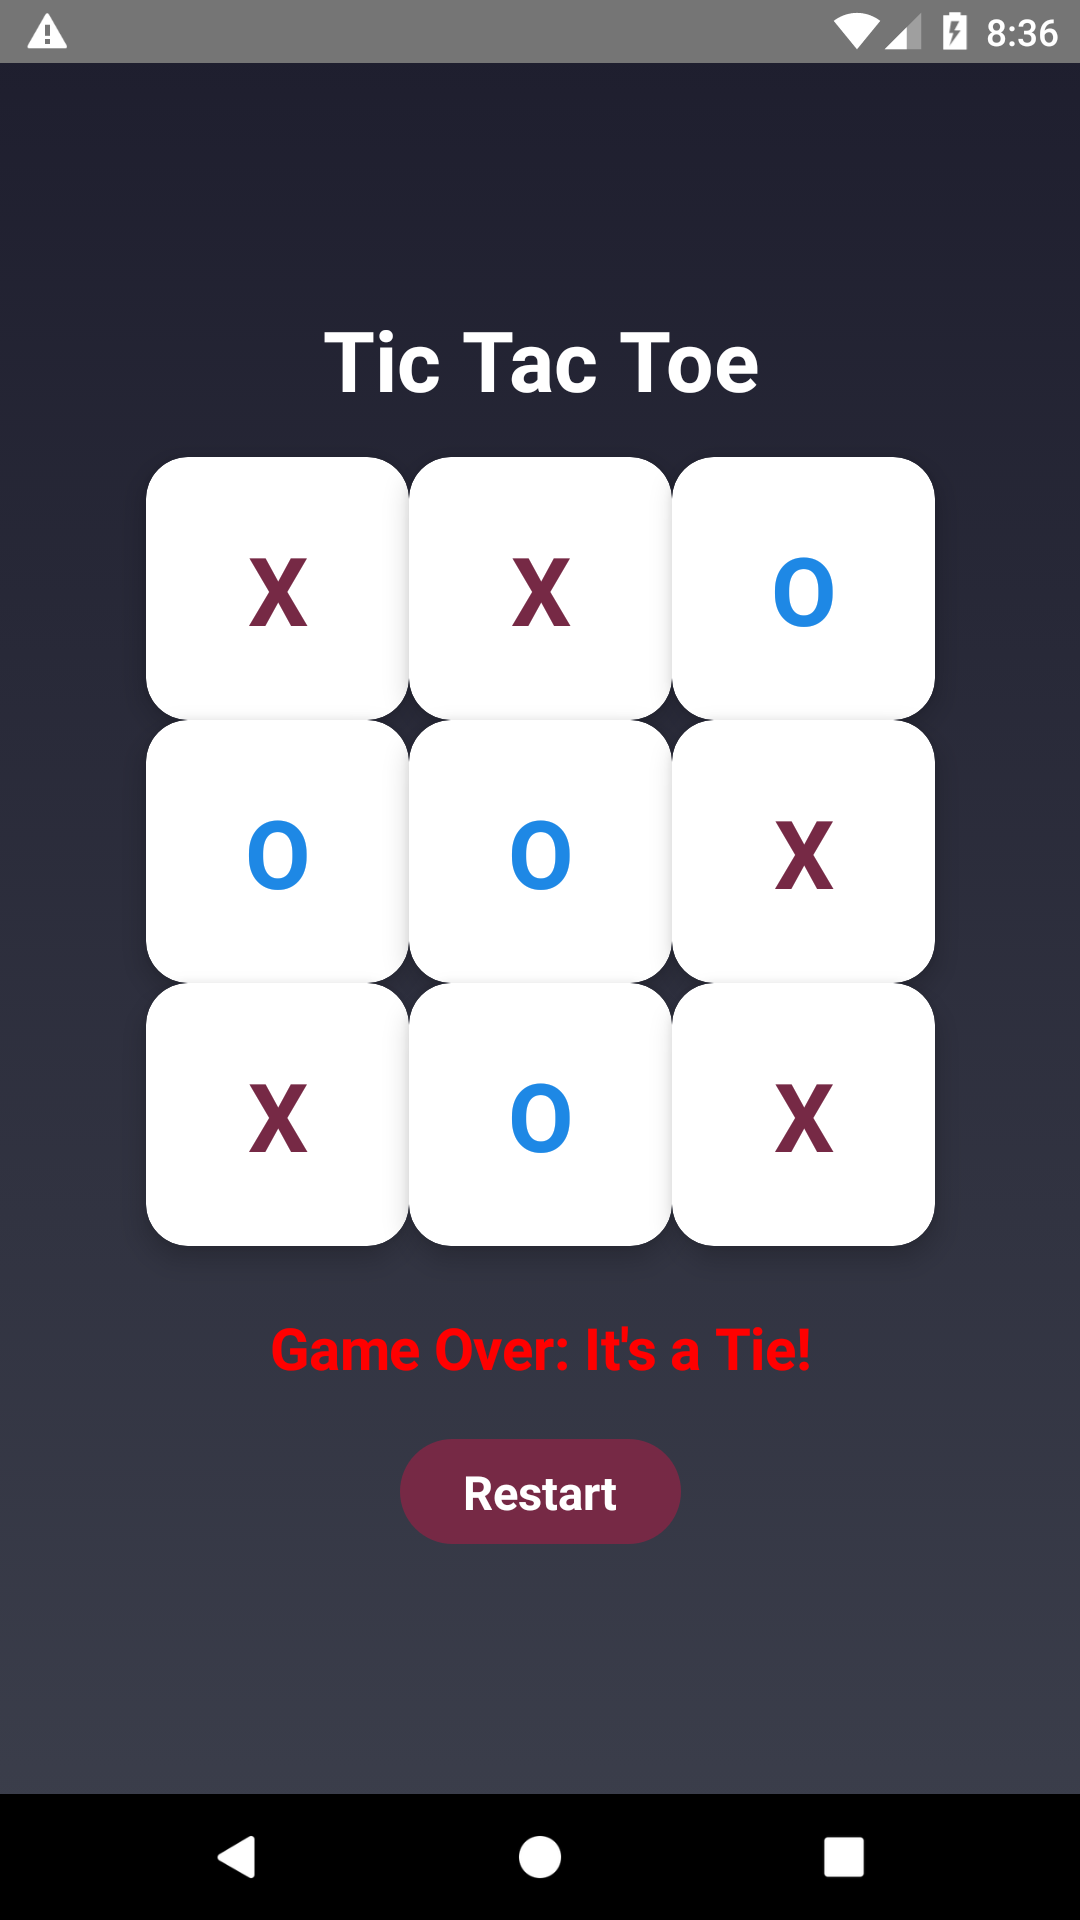 8:36
Tic Tac Toe
X X O
O O X
X O X
Game Over: It's a Tie!
Restart